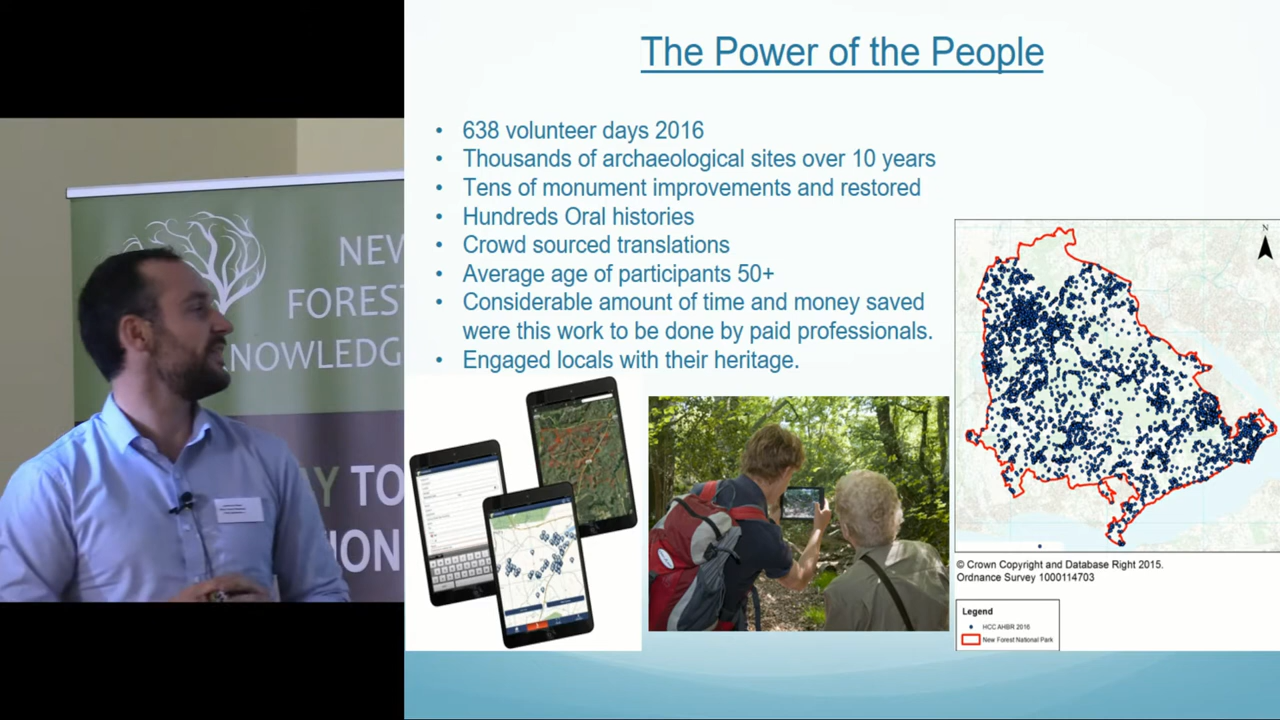 The Power of the People
• 638 volunteer days 2016
• Thousands of archaeological sites over 10 years
• Tens of monument improvements and restored
• Hundreds Oral histories
• Crowd sourced translations
• Average age of participants 50+
• Considerable amount of time and money saved
were this work to be done by paid professionals.
• Engaged locals with their heritage.
NEW
FOREST
NOWLEDG
Y TO
ION
N
© Crown Copyright and Database Right 2015.
Ordnance Survey 1000114703
Legend
HCC AHBR 2016
New Forest National Park